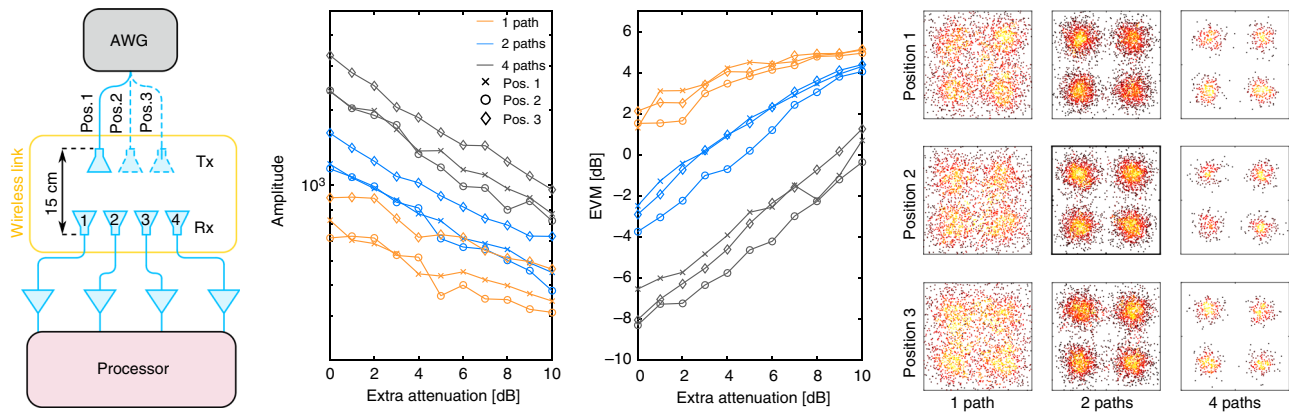 AWG
Pos.1
Pos.2
Pos.3
Wireless link
15 cm
Tx
1
2
3
4
Rx
Processor
Amplitude
10³
0
2
4
6
8
10
Extra attenuation [dB]
1 path
2 paths
4 paths
Pos. 1
Pos. 2
Pos. 3
EVM [dB]
6
4
2
0
–2
–4
–6
–8
–10
0
2
4
6
8
10
Extra attenuation [dB]
Position 1
Position 2
Position 3
1 path
2 paths
4 paths